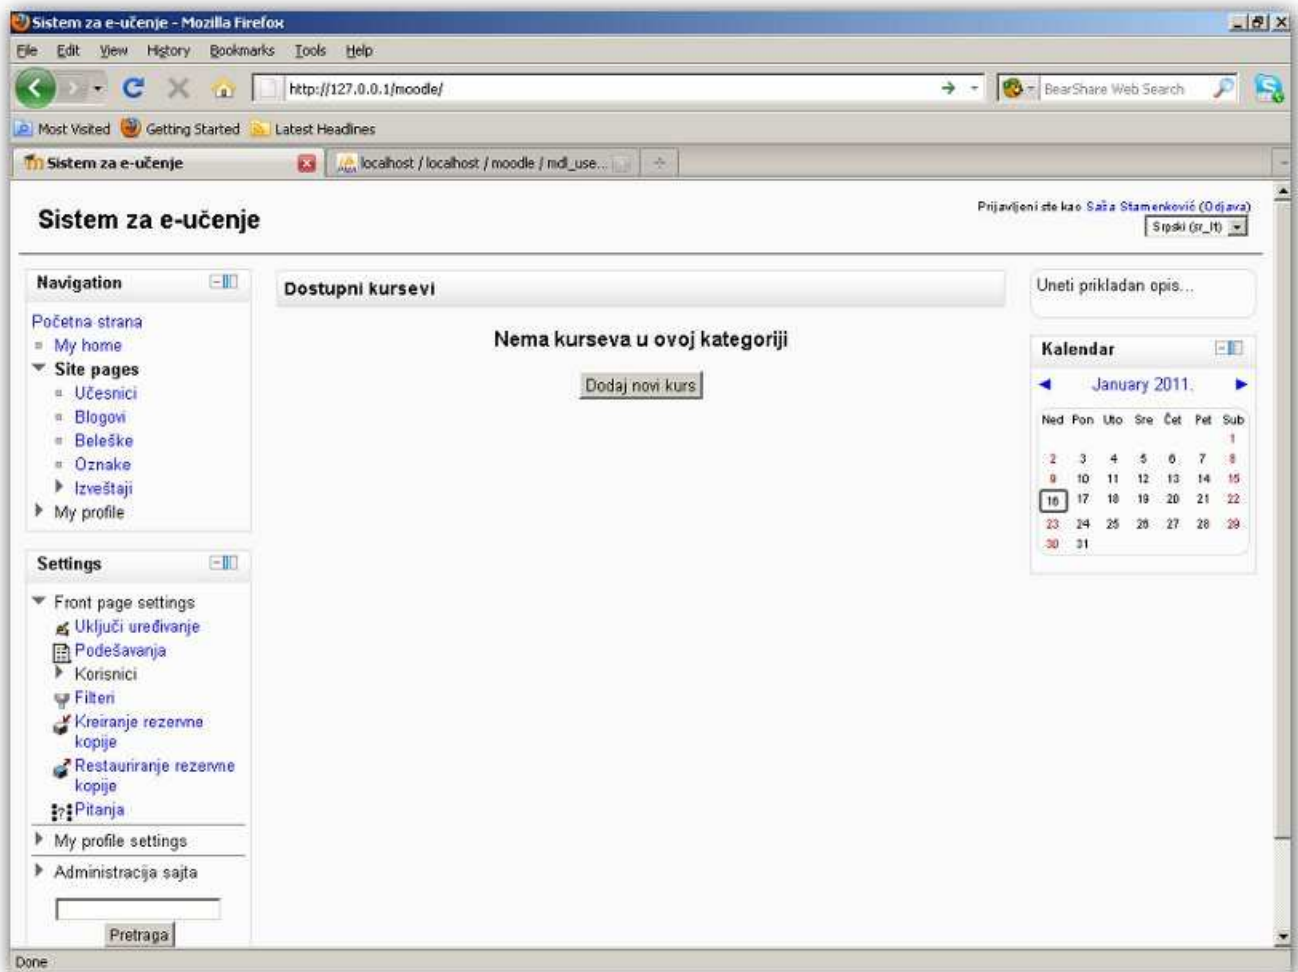 Sistem za e-učenje - Mozilla Firefox
File Edit View History Bookmarks Tools Help
http://127.0.0.1/moodle/
BearShare Web Search
Most Visited Getting Started Latest Headlines
Sistem za e-učenje
localhost / localhost / moodle / mdl_use...
Sistem za e-učenje
Prijavljeni ste kao Saša Stamenković (Odjava)
Srpski (sr_lt)
Navigation
Početna strana
My home
Site pages
Učesnici
Blogovi
Beleške
Oznake
Izveštaji
My profile
Settings
Front page settings
Uključi uređivanje
Podešavanja
Korisnici
Filteri
Kreiranje rezervne
kopije
Restauriranje rezervne
kopije
Pitanja
My profile settings
Administracija sajta
Pretraga
Dostupni kursevi
Nema kurseva u ovoj kategoriji
Dodaj novi kurs
Uneti prikladan opis...
Kalendar
January 2011.
Ned Pon Uto Sre Čet Pet Sub
1
2 3 4 5 6 7 8
9 10 11 12 13 14 15
16 17 18 19 20 21 22
23 24 25 26 27 28 29
30 31
Done